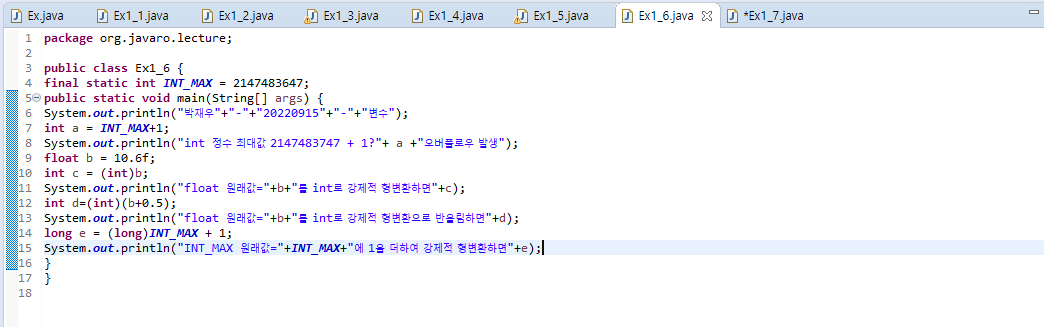 Ex.java Ex1_1.java Ex1_2.java Ex1_3.java Ex1_4.java Ex1_5.java Ex1_6.java *Ex1_7.java
1 package org.javaro.lecture;
2
3 public class Ex1_6 {
4 final static int INT_MAX = 2147483647;
5 public static void main(String[] args) {
6 System.out.println("박재우"+"-"+"20220915"+"-"+"변수");
7 int a = INT_MAX+1;
8 System.out.println("int 정수 최대값 2147483747 + 1?"+ a +"오버플로우 발생");
9 float b = 10.6f;
10 int c = (int)b;
11 System.out.println("float 원래값="+b+"를 int로 강제적 형변환하면"+c);
12 int d=(int)(b+0.5);
13 System.out.println("float 원래값="+b+"를 int로 강제적 형변환으로 반올림하면"+d);
14 long e = (long)INT_MAX + 1;
15 System.out.println("INT_MAX 원래값="+INT_MAX+"에 1을 더하여 강제적 형변환하면"+e);
16 }
17 }
18